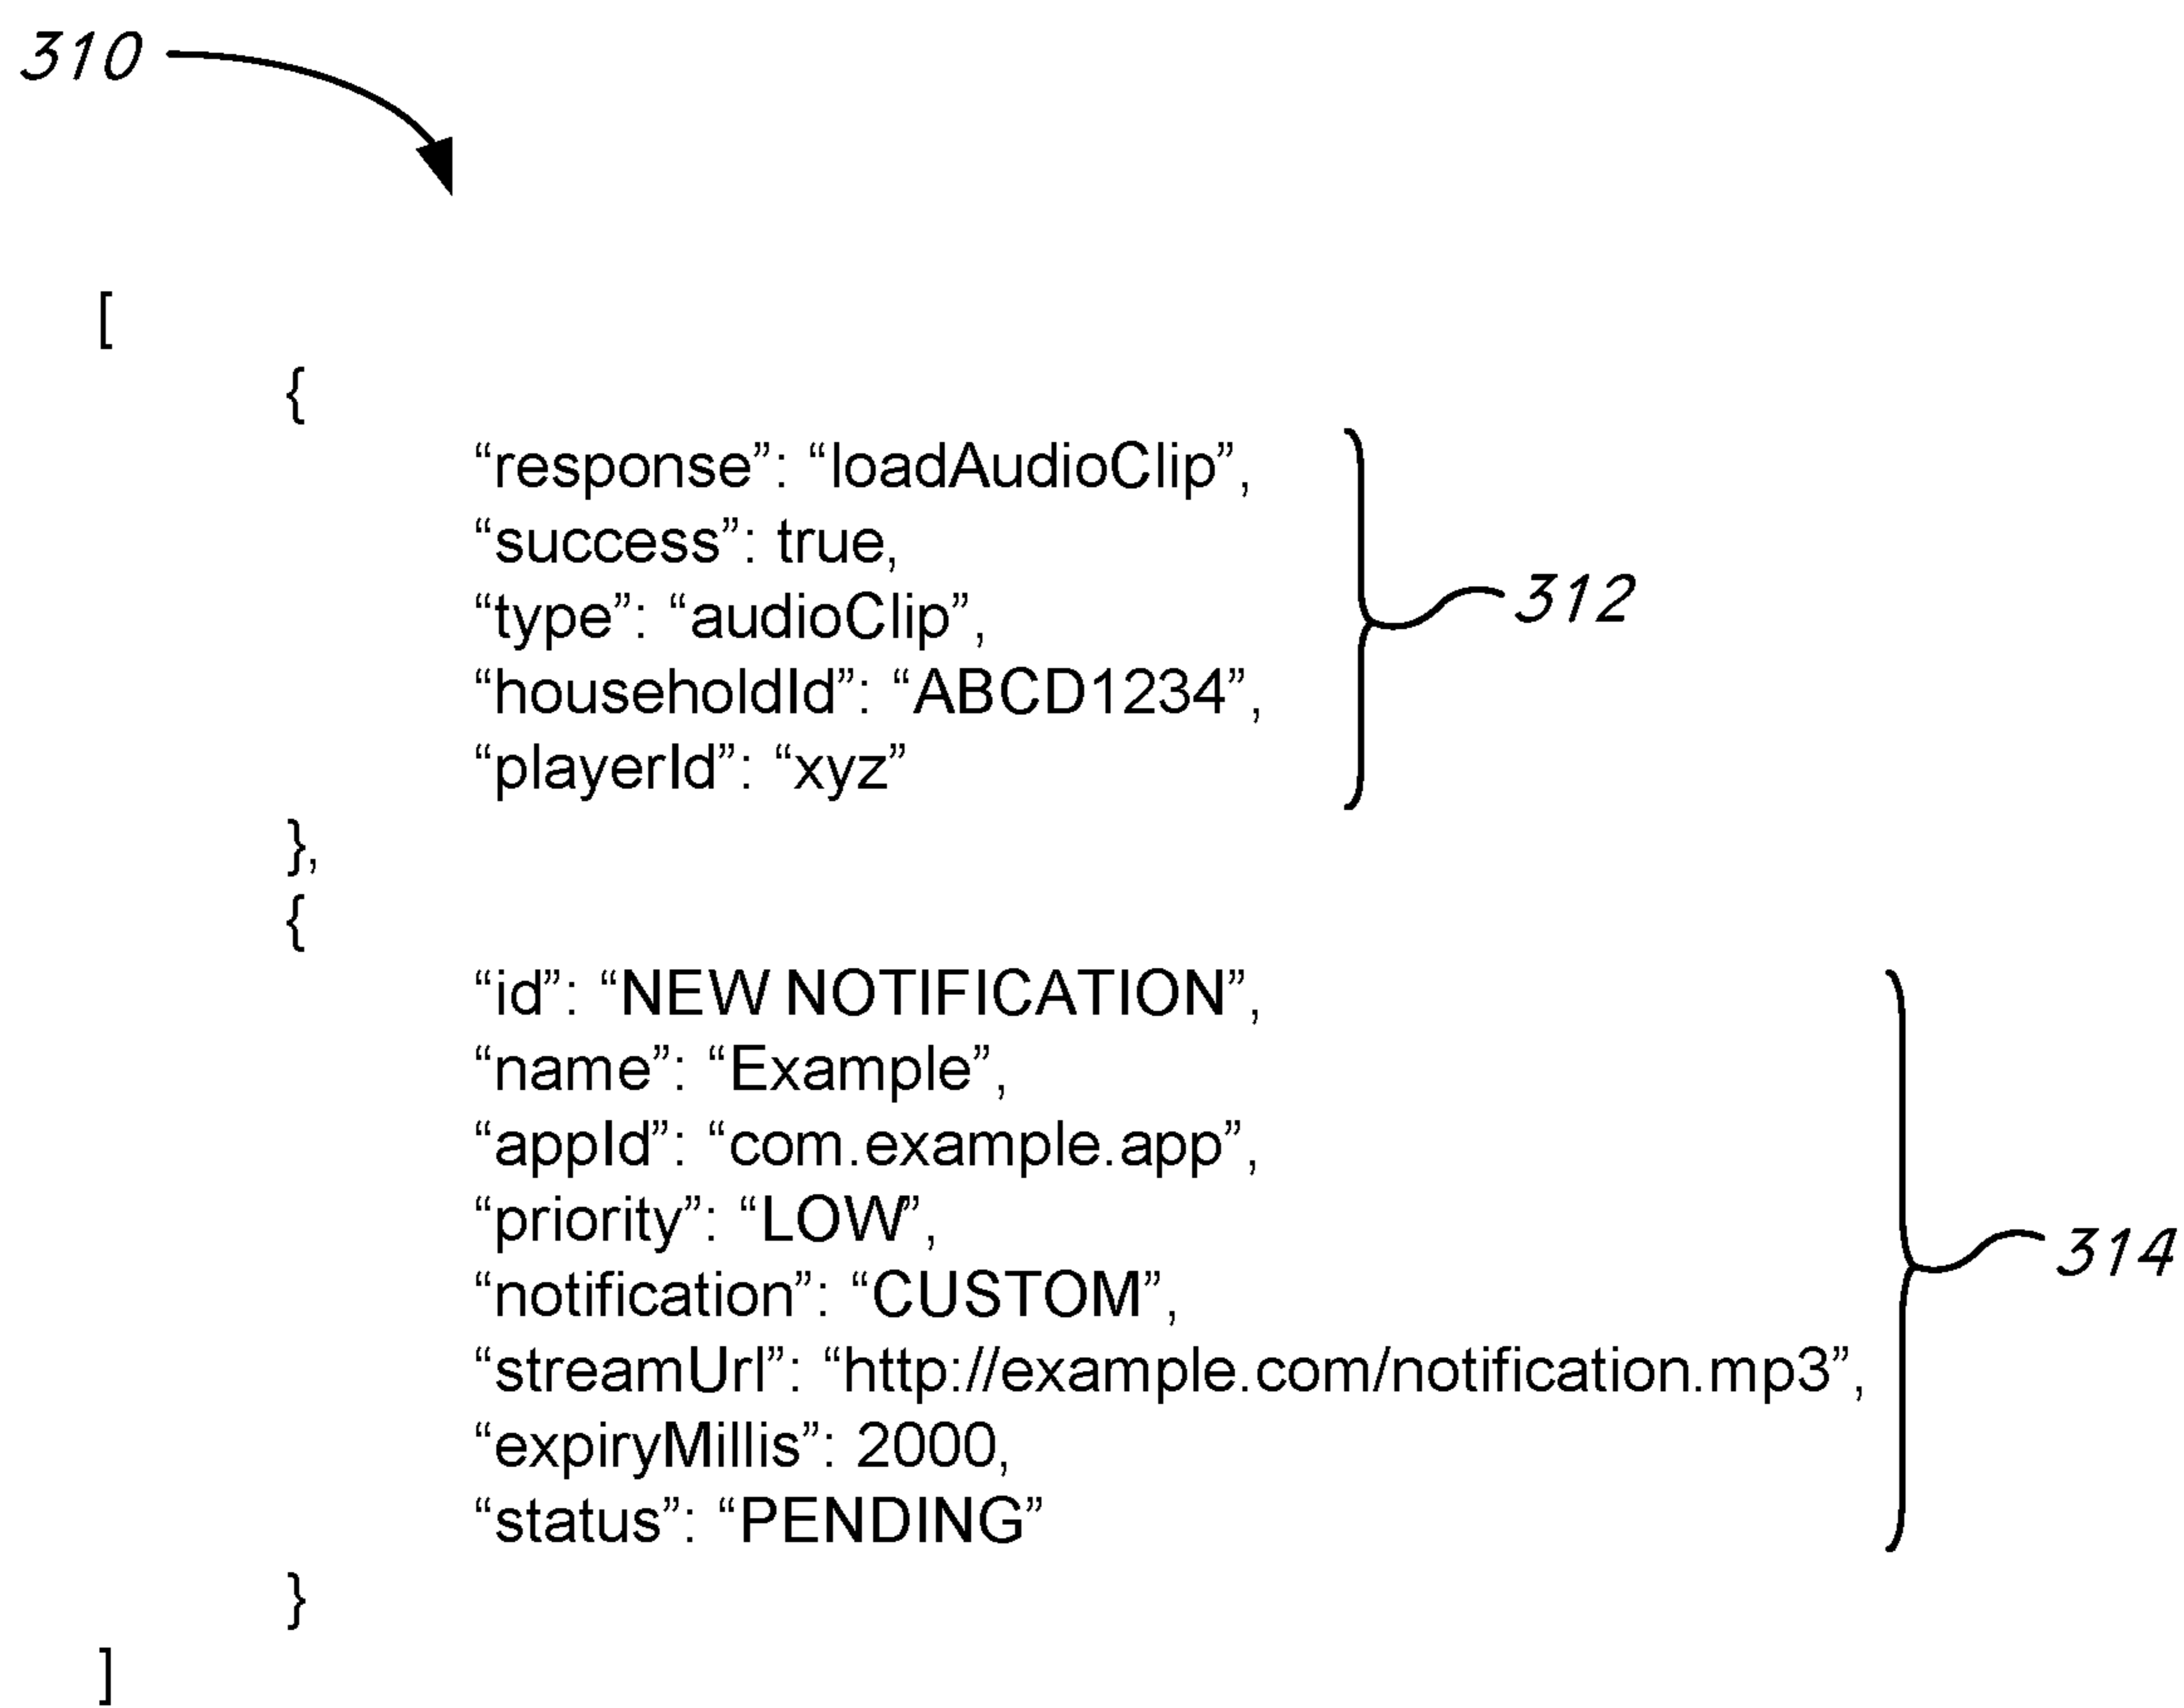 310
[
{
“response”: “loadAudioClip”,
“success”: true,
“type”: “audioClip”,
“householdId”: “ABCD1234”,
“playerId”: “xyz”
312
},
{
“id”: “NEW NOTIFICATION”,
“name”: “Example”,
“appId”: “com.example.app”,
“priority”: “LOW”,
“notification”: “CUSTOM”,
“streamUrl”: “http://example.com/notification.mp3”,
“expiryMillis”: 2000,
“status”: “PENDING”
314
}
]